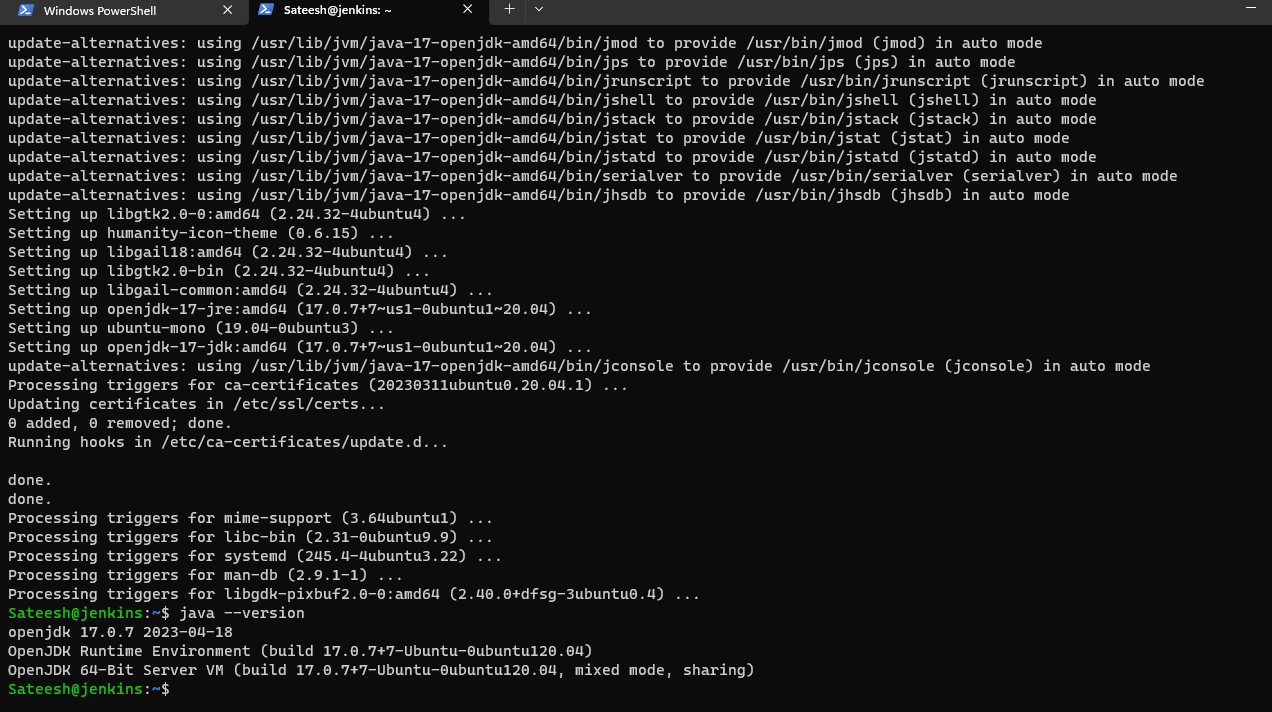 Windows PowerShell
Sateesh@jenkins: ~
update-alternatives: using /usr/lib/jvm/java-17-openjdk-amd64/bin/jmod to provide /usr/bin/jmod (jmod) in auto mode
update-alternatives: using /usr/lib/jvm/java-17-openjdk-amd64/bin/jps to provide /usr/bin/jps (jps) in auto mode
update-alternatives: using /usr/lib/jvm/java-17-openjdk-amd64/bin/jrunscript to provide /usr/bin/jrunscript (jrunscript) in auto mode
update-alternatives: using /usr/lib/jvm/java-17-openjdk-amd64/bin/jshell to provide /usr/bin/jshell (jshell) in auto mode
update-alternatives: using /usr/lib/jvm/java-17-openjdk-amd64/bin/jstack to provide /usr/bin/jstack (jstack) in auto mode
update-alternatives: using /usr/lib/jvm/java-17-openjdk-amd64/bin/jstat to provide /usr/bin/jstat (jstat) in auto mode
update-alternatives: using /usr/lib/jvm/java-17-openjdk-amd64/bin/jstatd to provide /usr/bin/jstatd (jstatd) in auto mode
update-alternatives: using /usr/lib/jvm/java-17-openjdk-amd64/bin/serialver to provide /usr/bin/serialver (serialver) in auto mode
update-alternatives: using /usr/lib/jvm/java-17-openjdk-amd64/bin/jhsdb to provide /usr/bin/jhsdb (jhsdb) in auto mode
Setting up libgtk2.0-0:amd64 (2.24.32-4ubuntu4) ...
Setting up humanity-icon-theme (0.6.15) ...
Setting up libgail18:amd64 (2.24.32-4ubuntu4) ...
Setting up libgtk2.0-bin (2.24.32-4ubuntu4) ...
Setting up libgail-common:amd64 (2.24.32-4ubuntu4) ...
Setting up openjdk-17-jre:amd64 (17.0.7+7~us1-0ubuntu1~20.04) ...
Setting up ubuntu-mono (19.04-0ubuntu3) ...
Setting up openjdk-17-jdk:amd64 (17.0.7+7~us1-0ubuntu1~20.04) ...
update-alternatives: using /usr/lib/jvm/java-17-openjdk-amd64/bin/jconsole to provide /usr/bin/jconsole (jconsole) in auto mode
Processing triggers for ca-certificates (20230311ubuntu0.20.04.1) ...
Updating certificates in /etc/ssl/certs...
0 added, 0 removed; done.
Running hooks in /etc/ca-certificates/update.d...
done.
done.
Processing triggers for mime-support (3.64ubuntu1) ...
Processing triggers for libc-bin (2.31-0ubuntu9.9) ...
Processing triggers for systemd (245.4-4ubuntu3.22) ...
Processing triggers for man-db (2.9.1-1) ...
Processing triggers for libgdk-pixbuf2.0-0:amd64 (2.40.0+dfsg-3ubuntu0.4) ...
Sateesh@jenkins:~$ java --version
openjdk 17.0.7 2023-04-18
OpenJDK Runtime Environment (build 17.0.7+7-Ubuntu-0ubuntu120.04)
OpenJDK 64-Bit Server VM (build 17.0.7+7-Ubuntu-0ubuntu120.04, mixed mode, sharing)
Sateesh@jenkins:~$